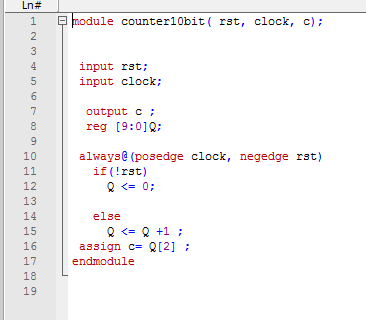 Ln#
1 module counter10bit( rst, clock, c);
2
3
4 input rst;
5 input clock;
6
7 output c ;
8 reg [9:0]Q;
9
10 always@(posedge clock, negedge rst)
11 if(!rst)
12 Q <= 0;
13
14 else
15 Q <= Q +1 ;
16 assign c= Q[2] ;
17 endmodule
18
19